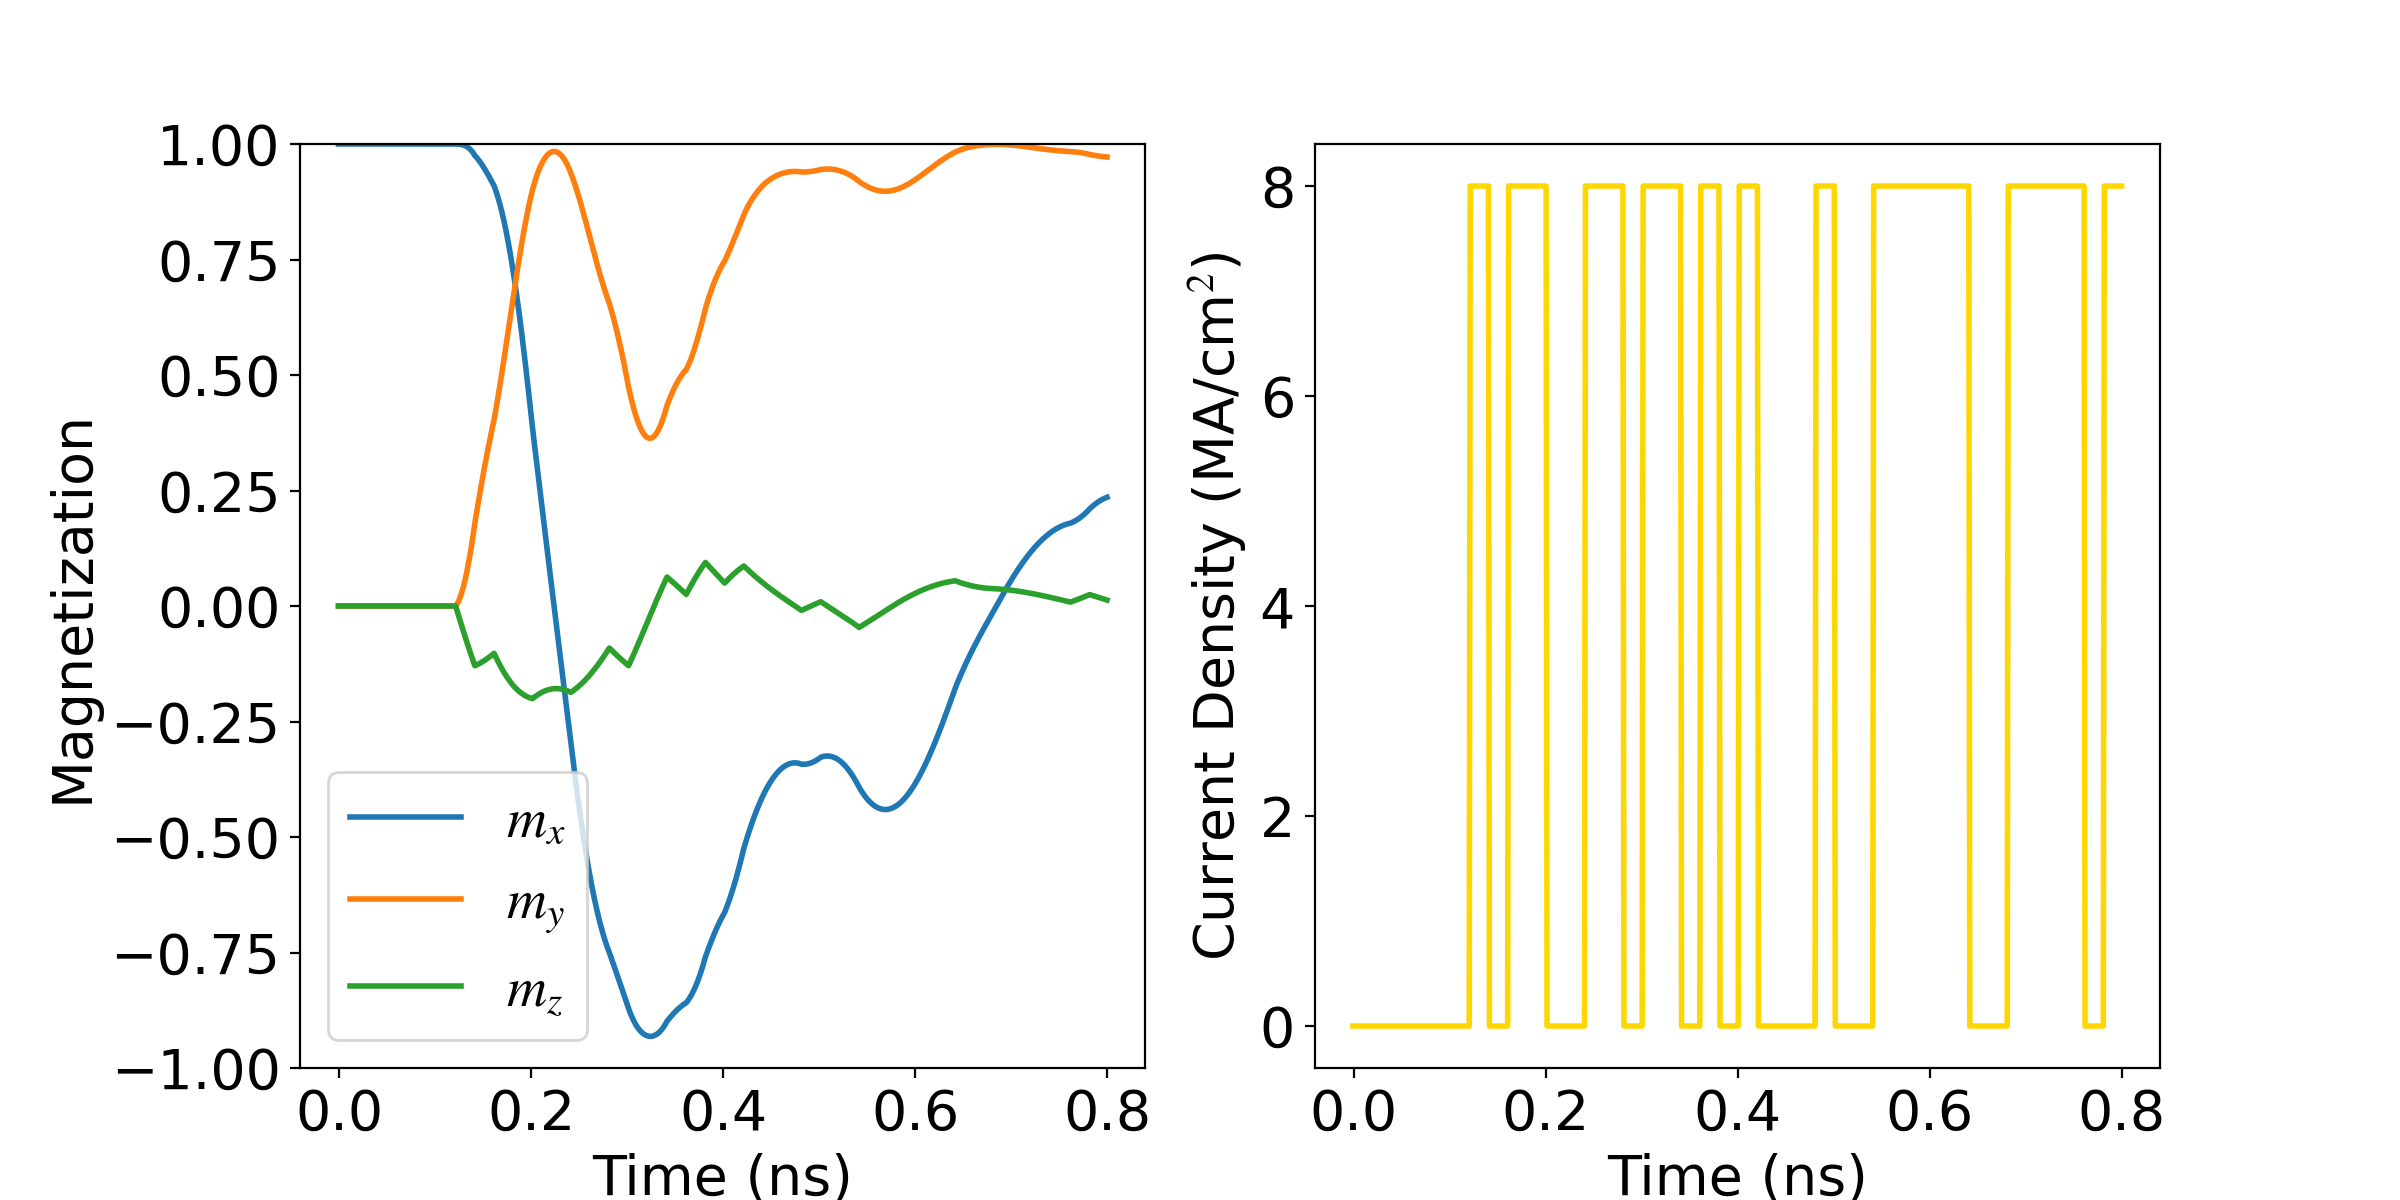 1.00
0.75
0.50
0.25
0.00
−0.25
−0.50
−0.75
−1.00
Magnetization
m_x
m_y
m_z
0.0 0.2 0.4 0.6 0.8
Time (ns)
8
6
4
2
0
Current Density (MA/cm²)
0.0 0.2 0.4 0.6 0.8
Time (ns)